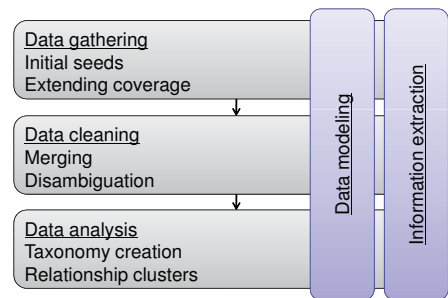 Data gathering
Initial seeds
Extending coverage
Data cleaning
Merging
Disambiguation
Data analysis
Taxonomy creation
Relationship clusters
Data modeling
Information extraction